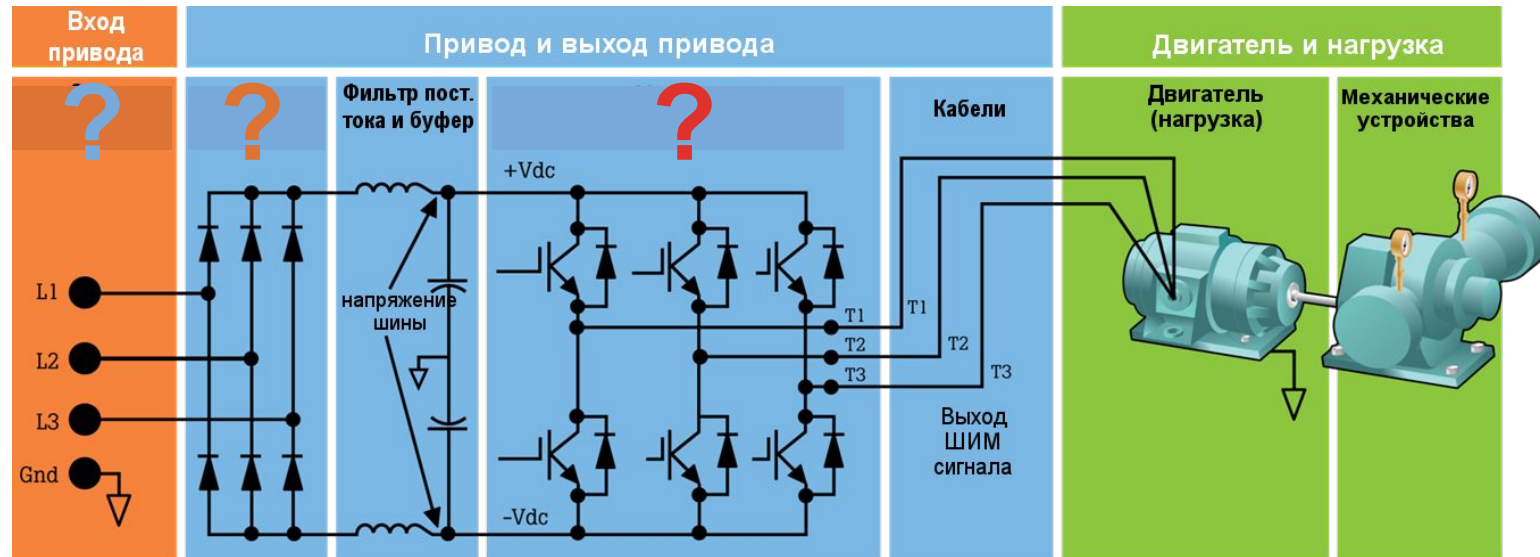 Вход
привода
Привод и выход привода
Двигатель и нагрузка
?
?
Фильтр пост.
тока и буфер
?
Кабели
Двигатель
(нагрузка)
Механические
устройства
+Vdc
L1
L2
L3
Gnd
напряжение
шины
T1
T2
T3
T1
T2
T3
Выход
ШИМ
сигнала
–Vdc